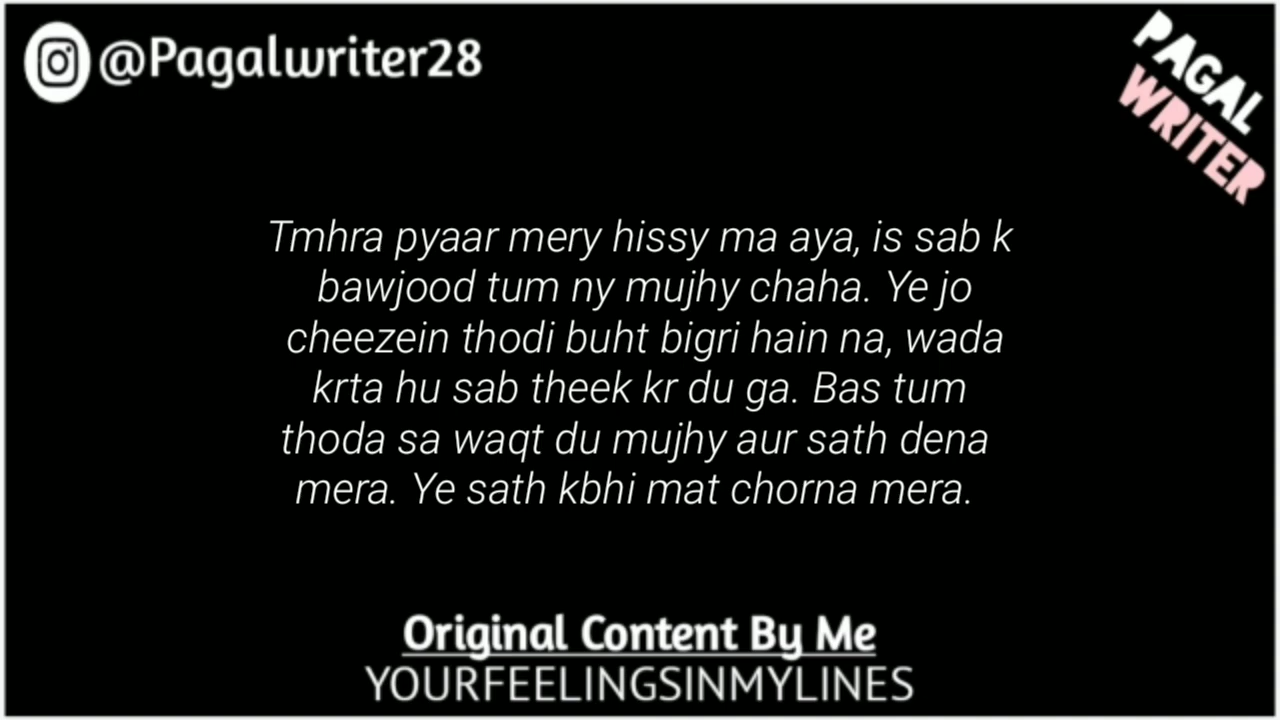 @Pagalwriter28
PAGAL
WRITER
Tmhra pyaar mery hissy ma aya, is sab k
bawjood tum ny mujhy chaha. Ye jo
cheezein thodi buht bigri hain na, wada
krta hu sab theek kr du ga. Bas tum
thoda sa waqt du mujhy aur sath dena
mera. Ye sath kbhi mat chorna mera.
Original Content By Me
YOURFEELINGSINMYLINES